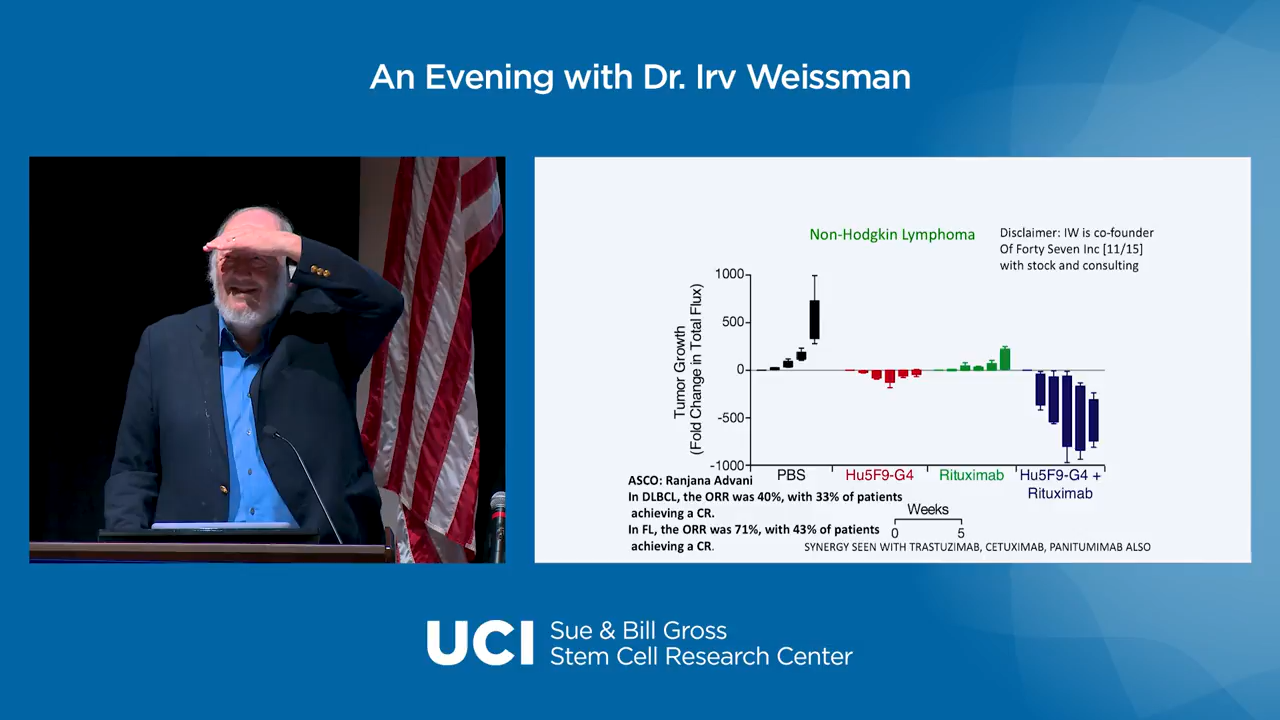 An Evening with Dr. Irv Weissman
Non-Hodgkin Lymphoma
Disclaimer: IW is co-founder
Of Forty Seven Inc [11/15]
with stock and consulting
Tumor Growth
(Fold Change in Total Flux)
1000
500
0
-500
-1000
PBS
Hu5F9-G4
Rituximab
Hu5F9-G4 +
Rituximab
ASCO: Ranjana Advani
In DLBCL, the ORR was 40%, with 33% of patients
achieving a CR.
In FL, the ORR was 71%, with 43% of patients
achieving a CR.
Weeks
0 5
SYNERGY SEEN WITH TRASTUZIMAB, CETUXIMAB, PANITUMIMAB ALSO
UCI
Sue & Bill Gross
Stem Cell Research Center